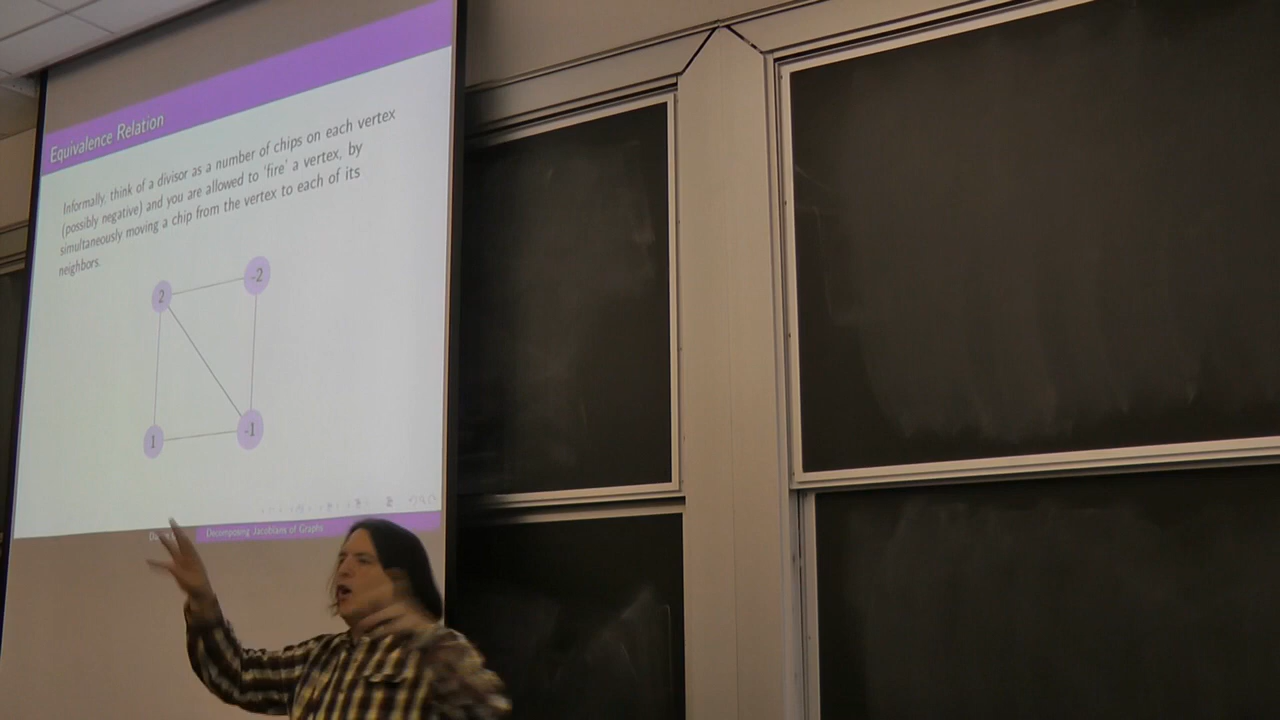 Equivalence Relation
Informally, think of a divisor as a number of chips on each vertex
(possibly negative) and you are allowed to ‘fire’ a vertex, by
simultaneously moving a chip from the vertex to each of its
neighbors.
2
-2
1
-1
Decomposing Jacobians of Graphs